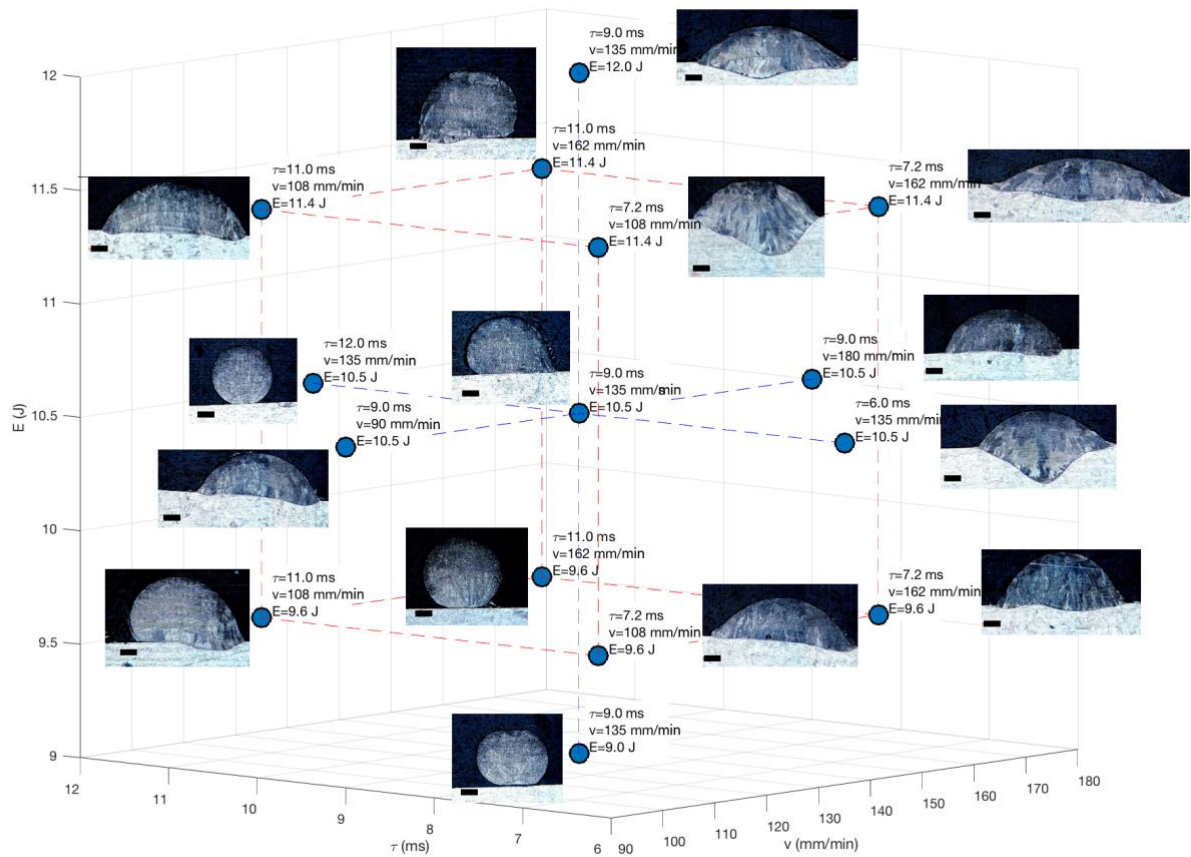 τ=9.0 ms
v=135 mm/min
E=12.0 J
τ=11.0 ms
v=162 mm/min
E=11.4 J
τ=11.0 ms
v=108 mm/min
E=11.4 J
τ=7.2 ms
v=162 mm/min
E=11.4 J
τ=7.2 ms
v=108 mm/min
E=11.4 J
τ=12.0 ms
v=135 mm/min
E=10.5 J
τ=9.0 ms
v=180 mm/min
E=10.5 J
τ=9.0 ms
v=135 mm/min
E=10.5 J
τ=9.0 ms
v=90 mm/min
E=10.5 J
τ=6.0 ms
v=135 mm/min
E=10.5 J
τ=11.0 ms
v=162 mm/min
E=9.6 J
τ=11.0 ms
v=108 mm/min
E=9.6 J
τ=7.2 ms
v=162 mm/min
E=9.6 J
τ=7.2 ms
v=108 mm/min
E=9.6 J
τ=9.0 ms
v=135 mm/min
E=9.0 J
12
11.5
11
10.5
10
9.5
9
E (J)
12
11
10
9
8
7
6
τ (ms)
90
100
110
120
130
140
150
160
170
180
v (mm/min)